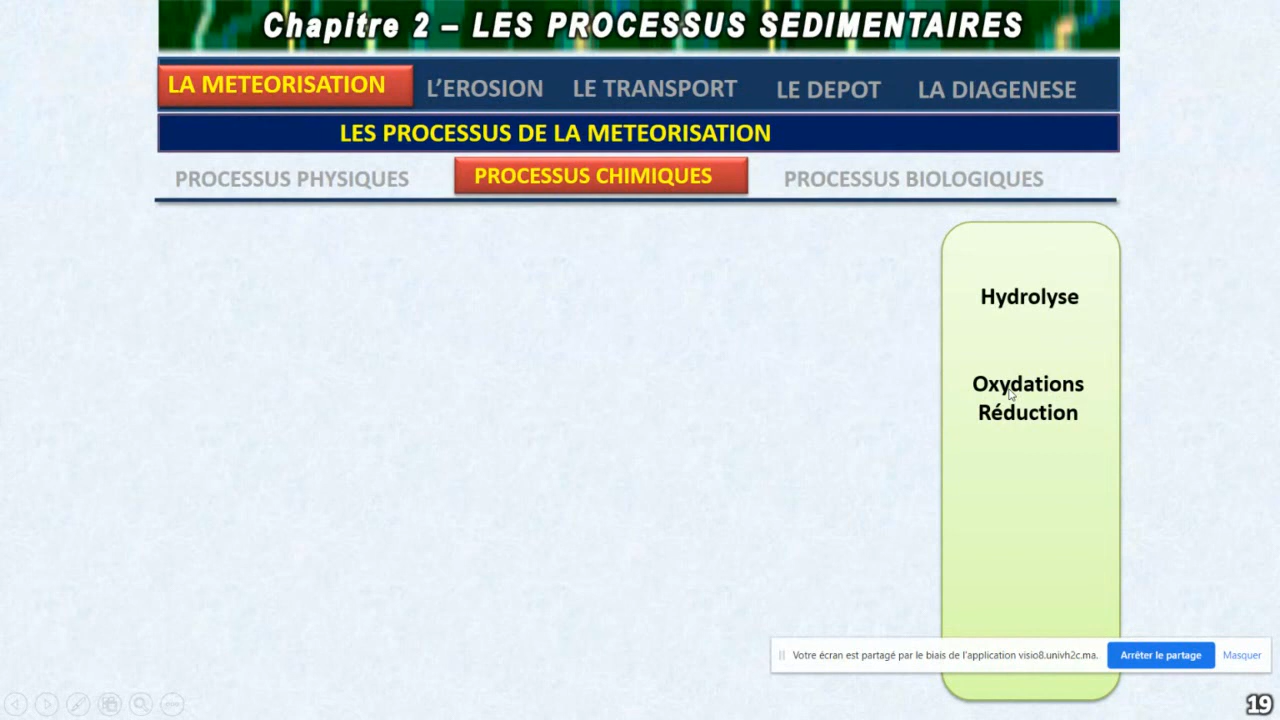 Chapitre 2 – LES PROCESSUS SEDIMENTAIRES
LA METEORISATION L'EROSION LE TRANSPORT LE DEPOT LA DIAGENESE
LES PROCESSUS DE LA METEORISATION
PROCESSUS PHYSIQUES PROCESSUS CHIMIQUES PROCESSUS BIOLOGIQUES
Hydrolyse
Oxydations
Réduction
Votre écran est partagé par le biais de l'application visio8.univh2c.ma. Arrêter le partage Masquer
19